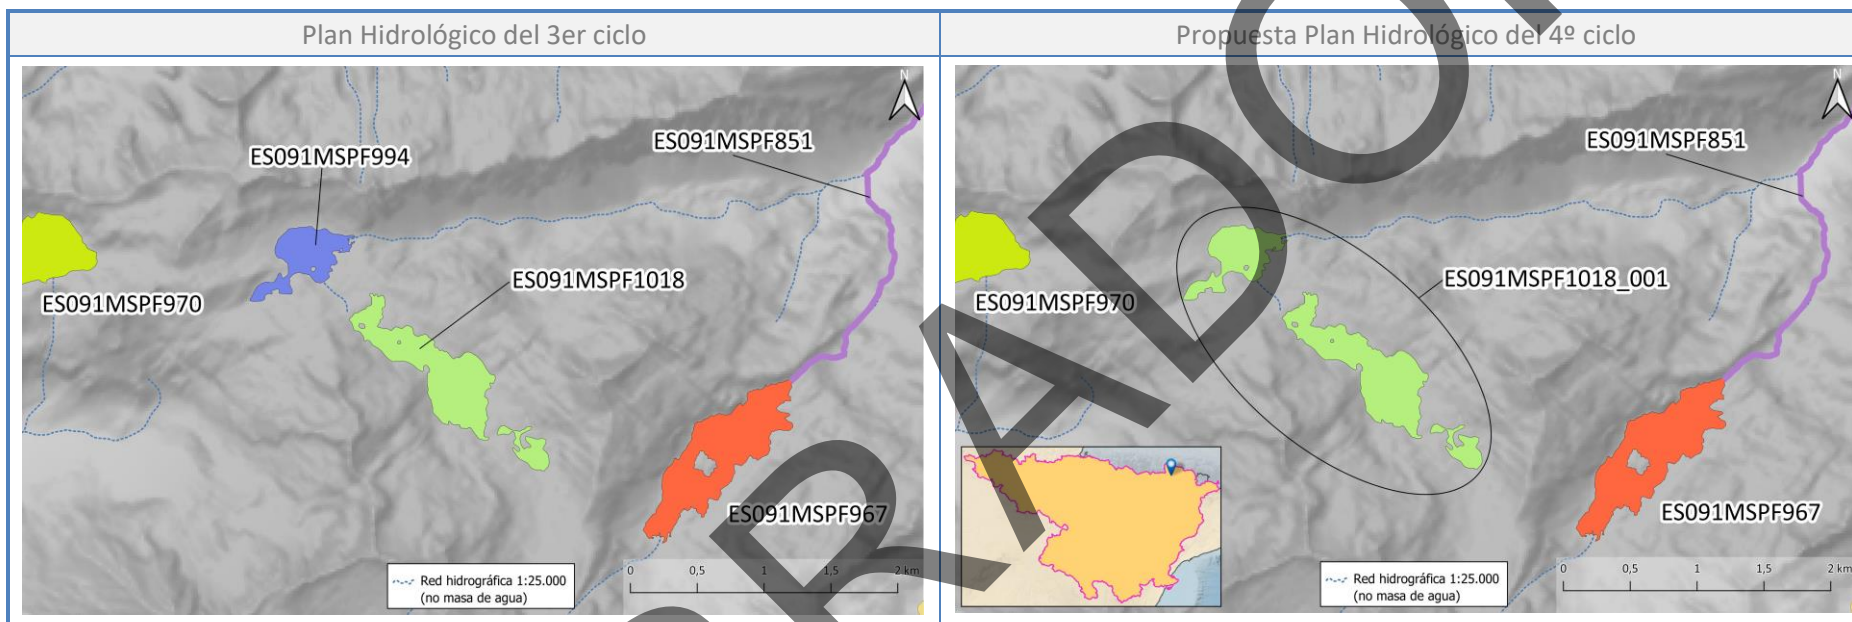 Plan Hidrológico del 3er ciclo
Propuesta Plan Hidrológico del 4º ciclo
N
ES091MSPF851
ES091MSPF994
ES091MSPF1018
ES091MSPF970
ES091MSPF967
Red hidrográfica 1:25.000
(no masa de agua)
0 0,5 1 1,5 2 km
N
ES091MSPF851
ES091MSPF1018_001
ES091MSPF970
ES091MSPF967
Red hidrográfica 1:25.000
(no masa de agua)
0 0,5 1 1,5 2 km